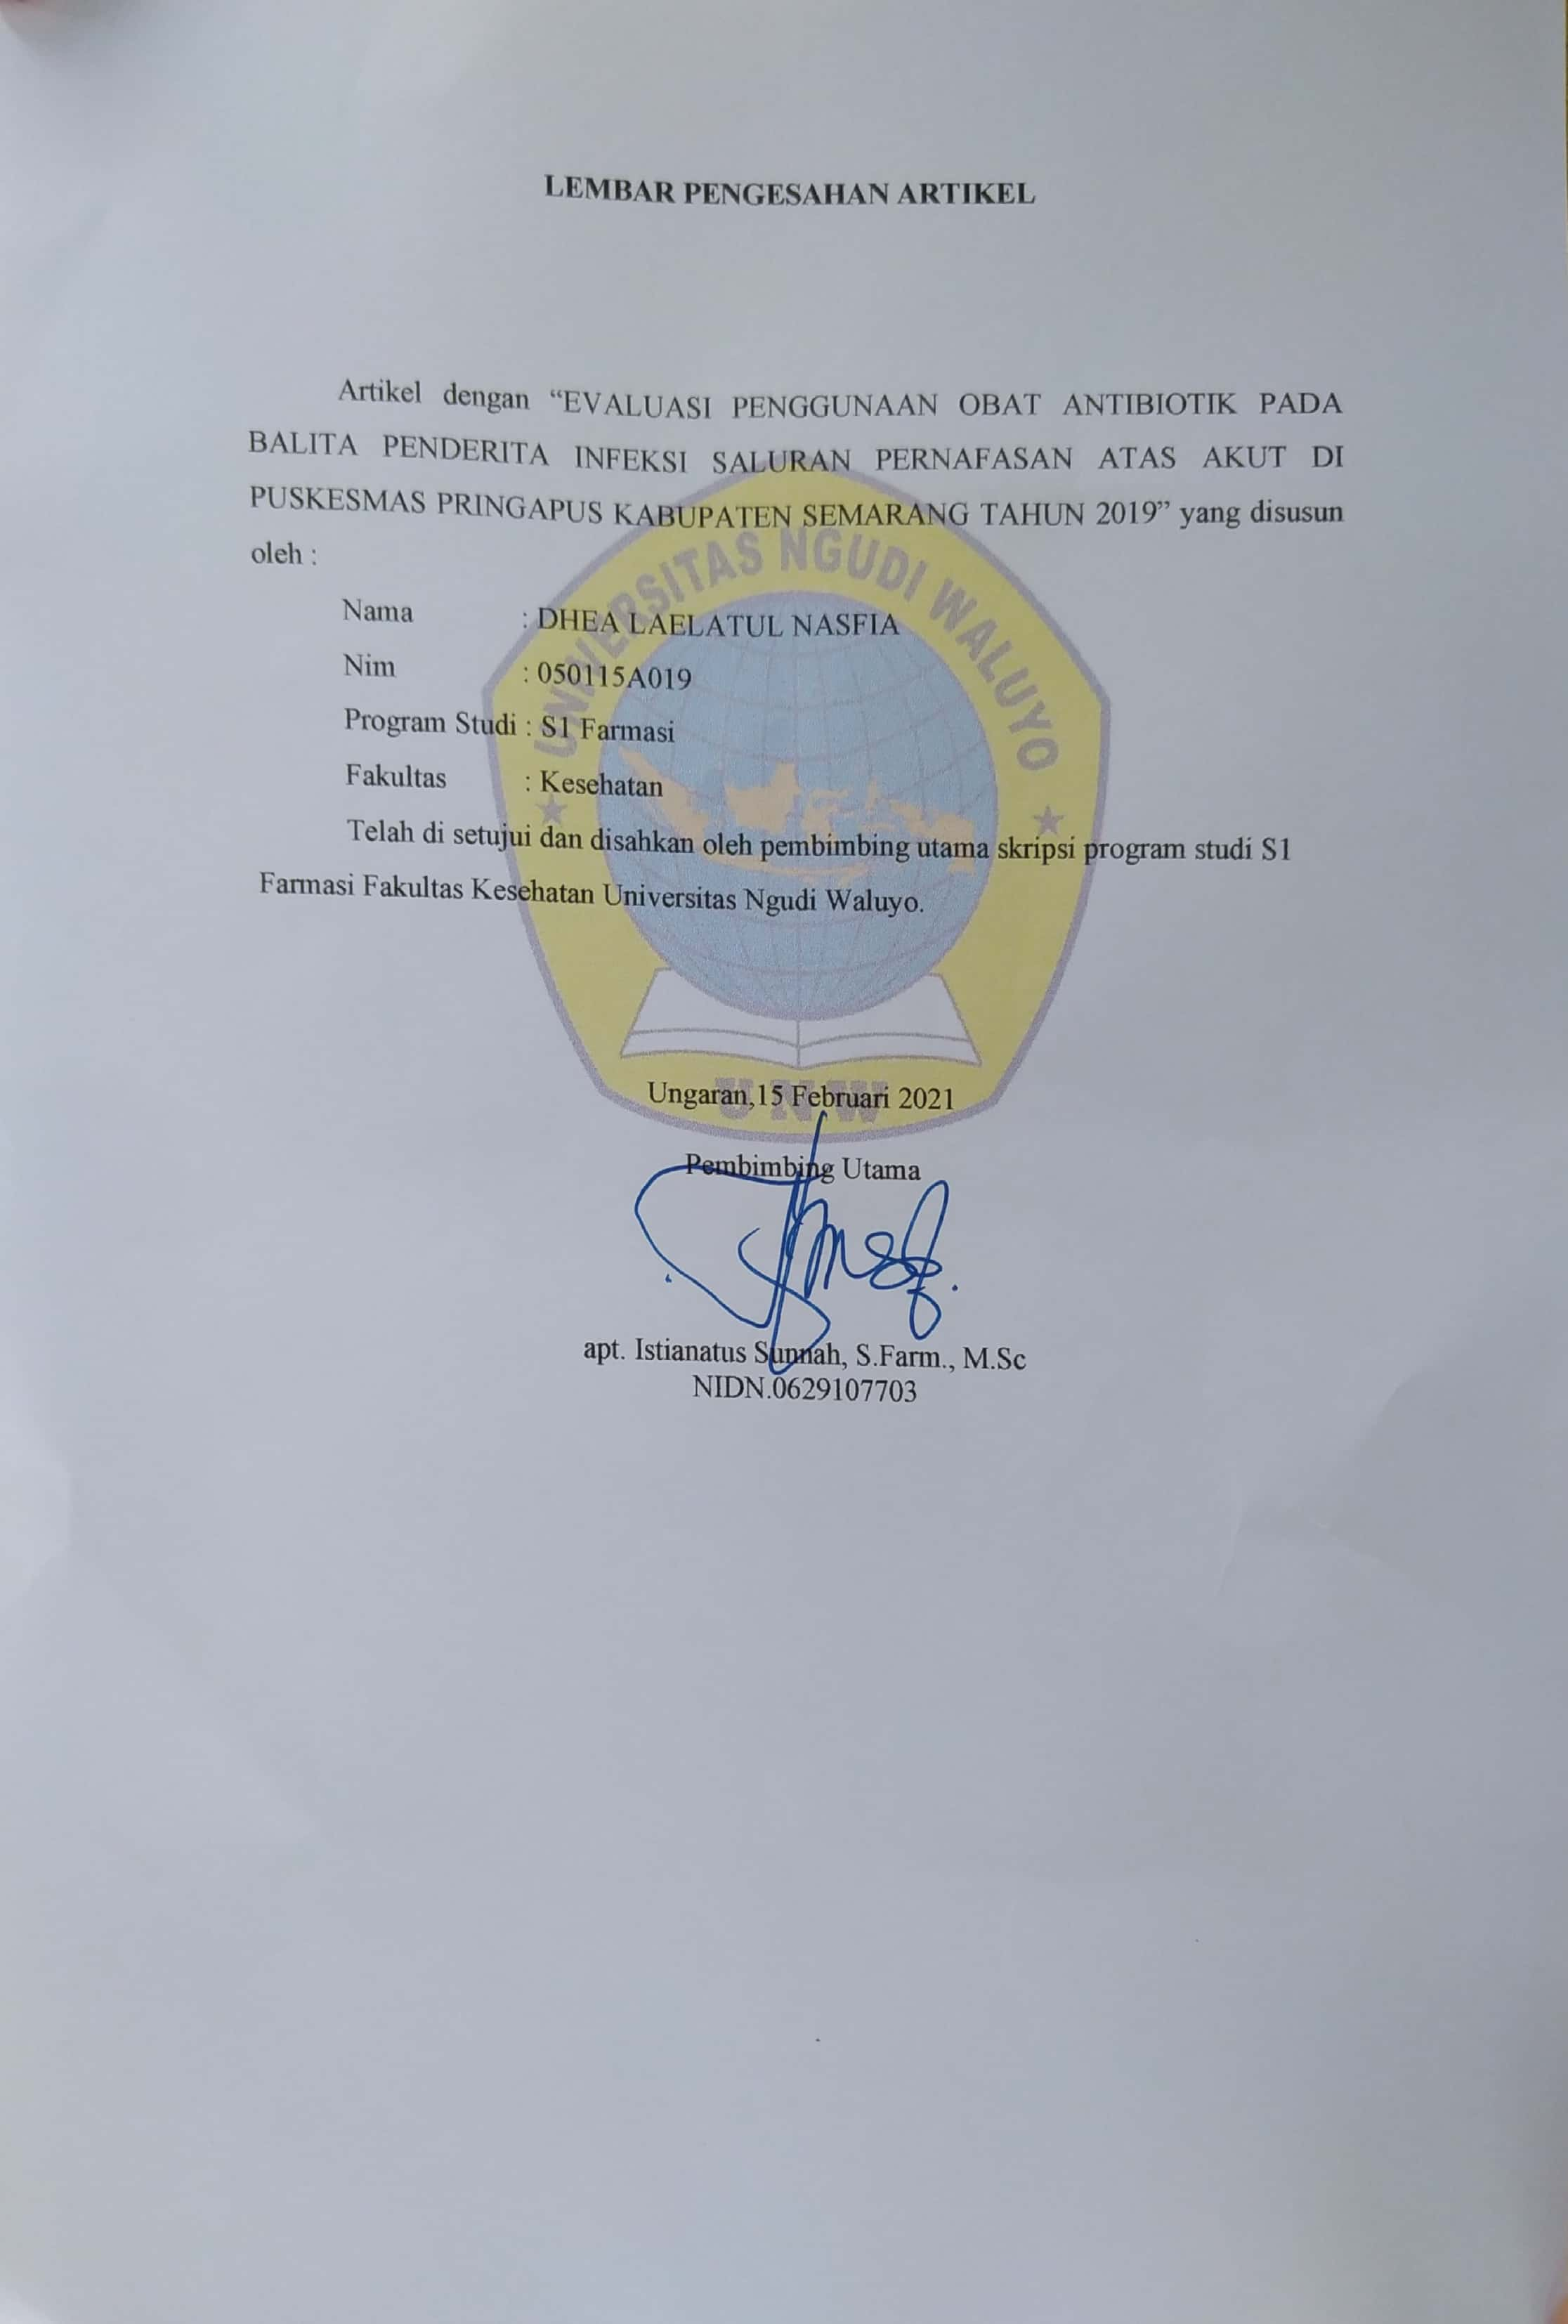 LEMBAR PENGESAHAN ARTIKEL
Artikel dengan “EVALUASI PENGGUNAAN OBAT ANTIBIOTIK PADA
BALITA PENDERITA INFEKSI SALURAN PERNAFASAN ATAS AKUT DI
PUSKESMAS PRINGAPUS KABUPATEN SEMARANG TAHUN 2019” yang disusun
oleh :
UNIVERSITAS NGUDI WALUYO
Nama : DHEA LAELATUL NASFIA
Nim : 050115A019
Program Studi : S1 Farmasi
Fakultas : Kesehatan
Telah di setujui dan disahkan oleh pembimbing utama skripsi program studi S1
Farmasi Fakultas Kesehatan Universitas Ngudi Waluyo.
UNW
Ungaran,15 Februari 2021
Pembimbing Utama
apt. Istianatus Sunnah, S.Farm., M.Sc
NIDN.0629107703